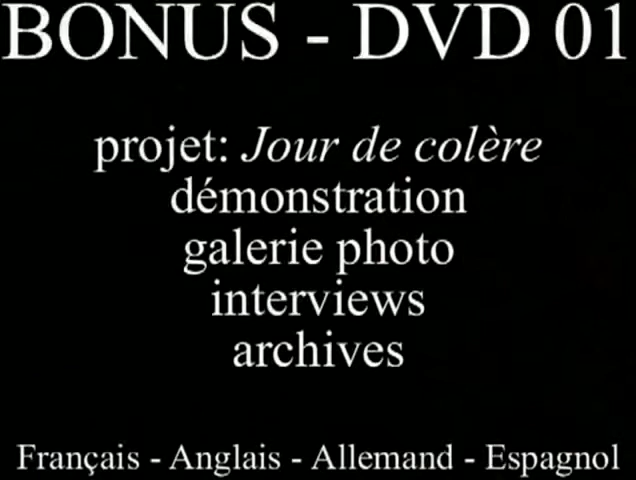 BONUS - DVD 01
projet: Jour de colère
démonstration
galerie photo
interviews
archives
Français - Anglais - Allemand - Espagnol